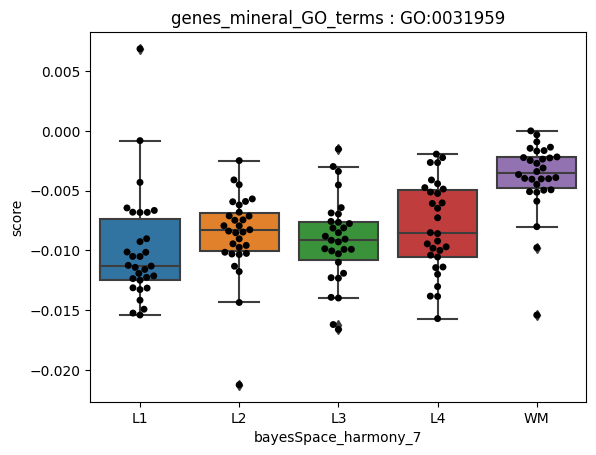 genes_mineral_GO_terms : GO:0031959
0.005
0.000
−0.005
−0.010
−0.015
−0.020
score
L1 L2 L3 L4 WM
bayesSpace_harmony_7